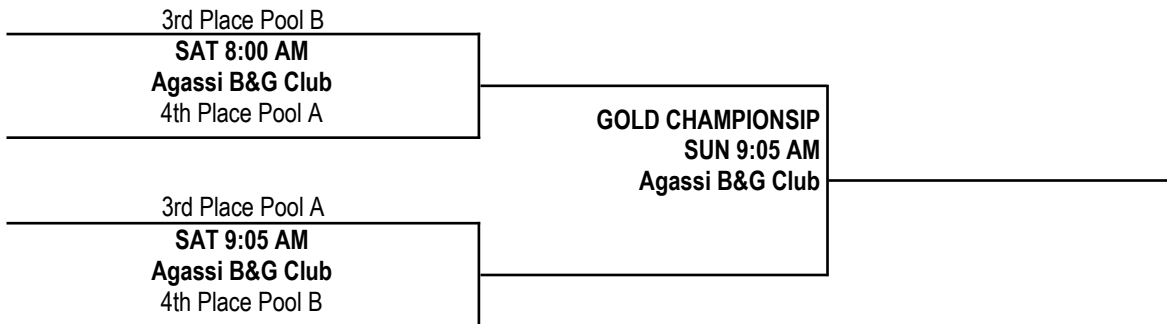 3rd Place Pool B
SAT 8:00 AM
Agassi B&G Club
4th Place Pool A
GOLD CHAMPIONSIP
SUN 9:05 AM
Agassi B&G Club
3rd Place Pool A
SAT 9:05 AM
Agassi B&G Club
4th Place Pool B